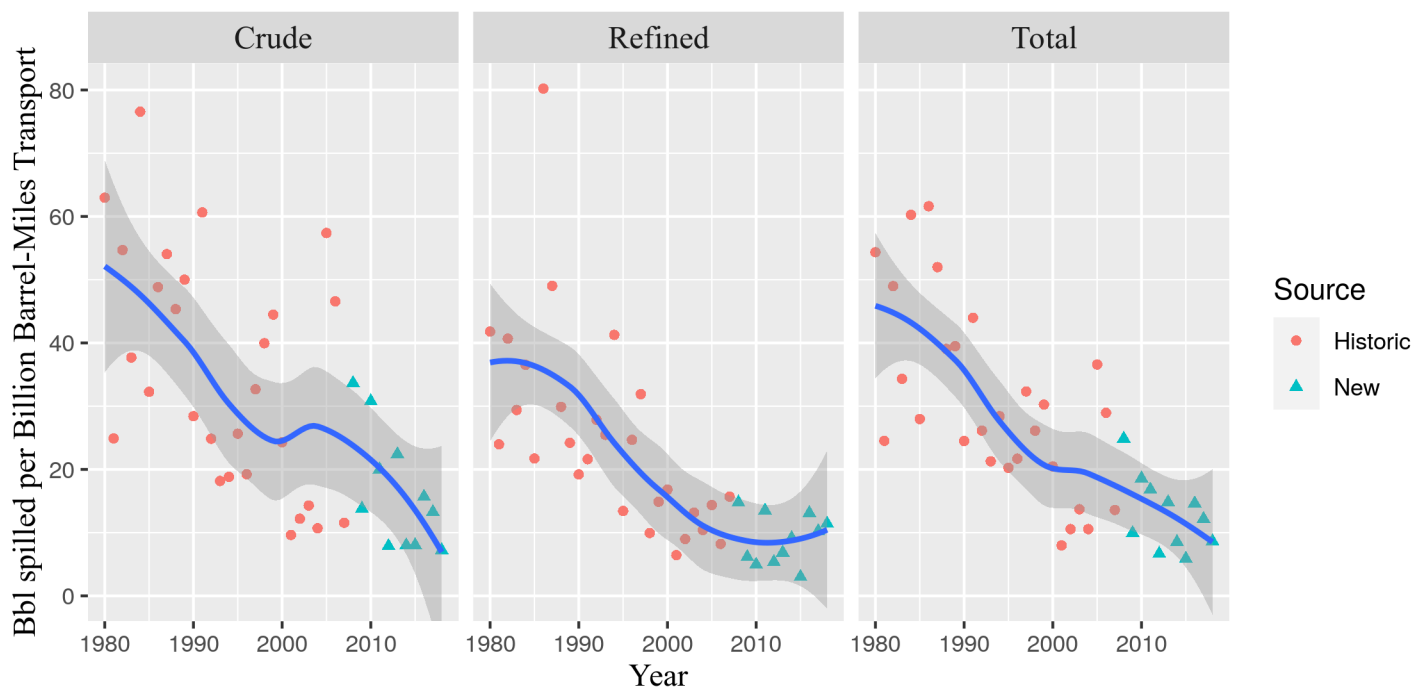 Crude
Refined
Total
Bbl spilled per Billion Barrel-Miles Transport
80
60
40
20
0
1980 1990 2000 2010
1980 1990 2000 2010
1980 1990 2000 2010
Year
Source
Historic
New